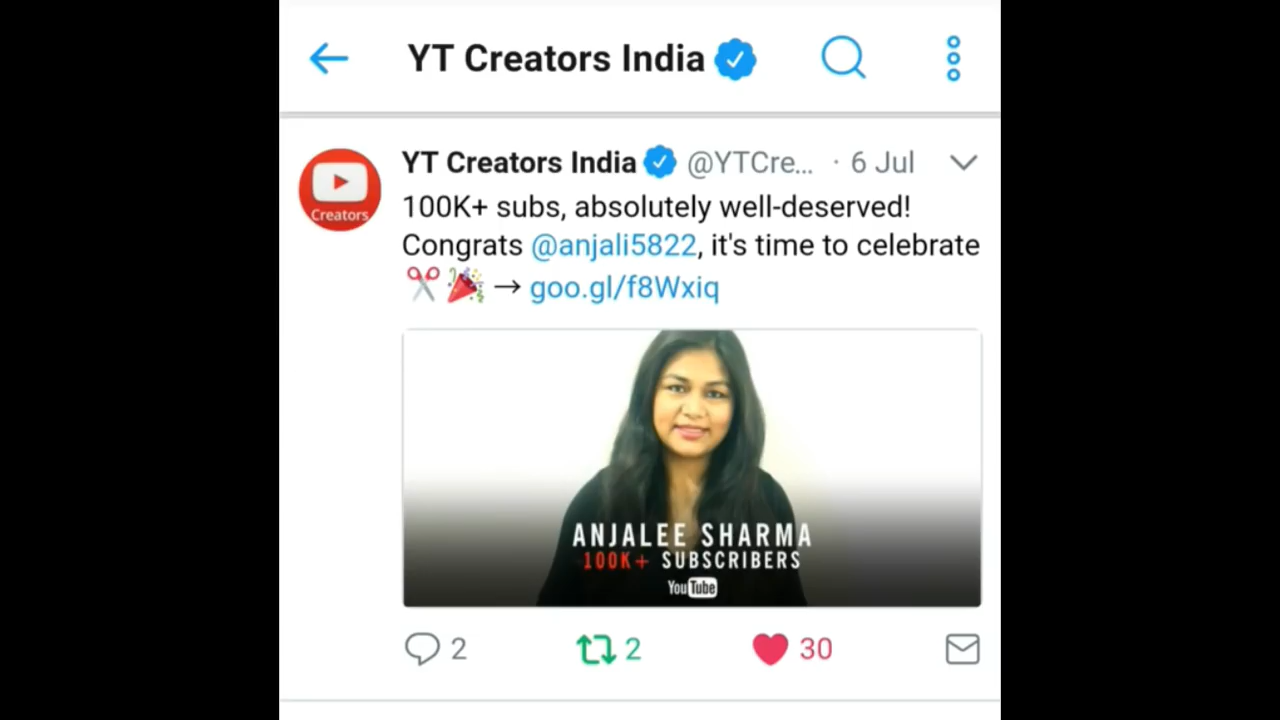 YT Creators India
YT Creators India @YTCre... · 6 Jul
Creators
100K+ subs, absolutely well-deserved!
Congrats @anjali5822, it's time to celebrate
✂️🎉 → goo.gl/f8Wxiq
ANJALEE SHARMA
100K+ SUBSCRIBERS
YouTube
2 2 30